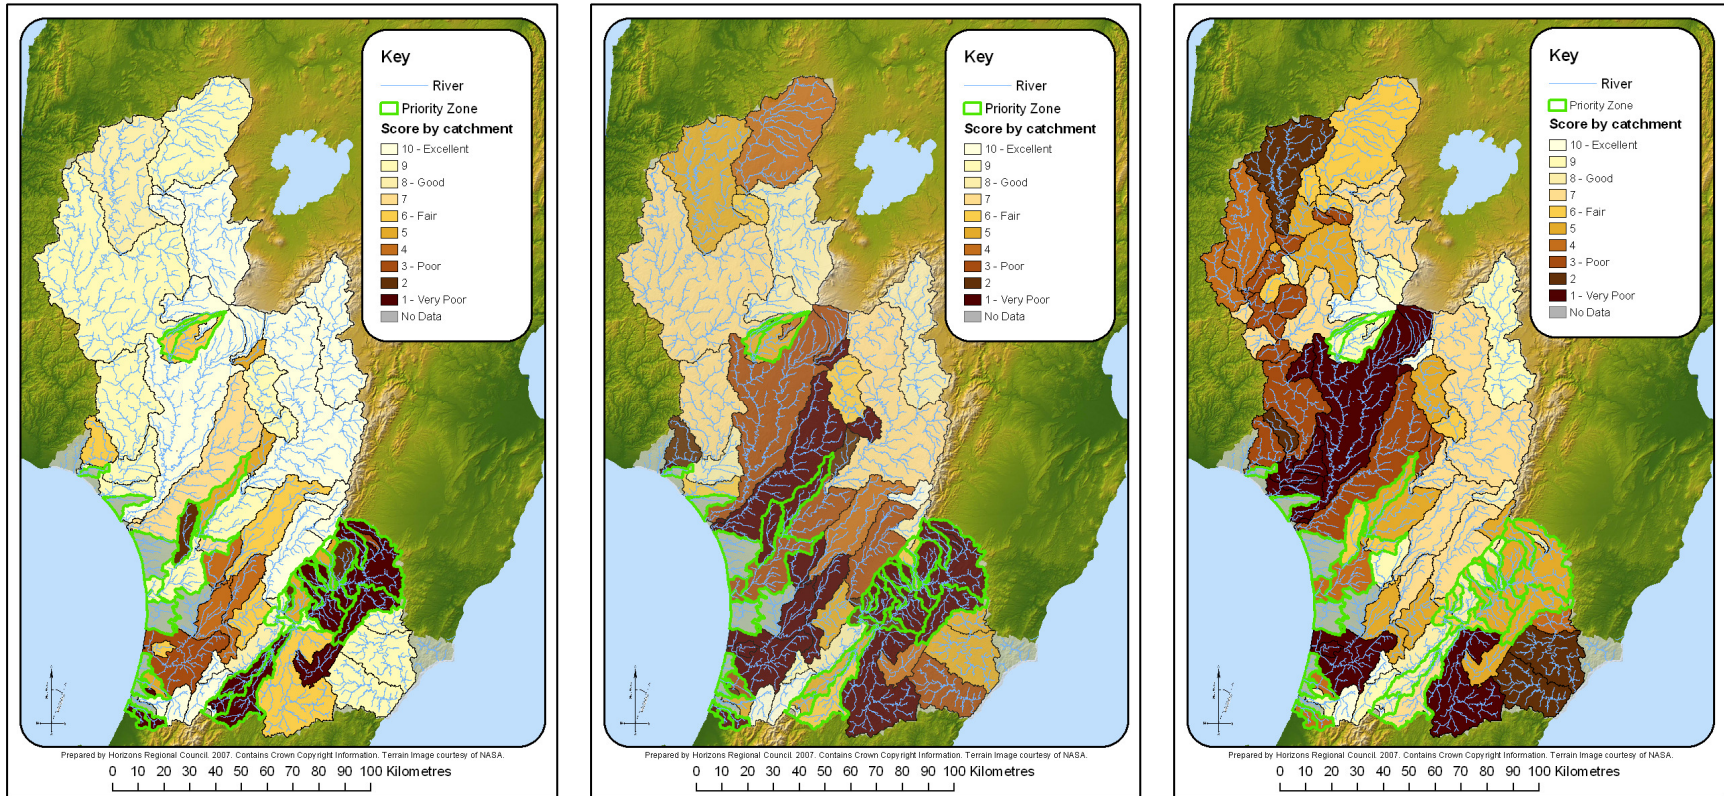 Key
River
Priority Zone
Score by catchment
10 - Excellent
9
8 - Good
7
6 - Fair
5
4
3 - Poor
2
1 - Very Poor
No Data
Prepared by Horizons Regional Council. 2007. Contains Crown Copyright Information. Terrain Image courtesy of NASA.
0 10 20 30 40 50 60 70 80 90 100 Kilometres
Key
River
Priority Zone
Score by catchment
10 - Excellent
9
8 - Good
7
6 - Fair
5
4
3 - Poor
2
1 - Very Poor
No Data
Prepared by Horizons Regional Council. 2007. Contains Crown Copyright Information. Terrain Image courtesy of NASA.
0 10 20 30 40 50 60 70 80 90 100 Kilometres
Key
River
Priority Zone
Score by catchment
10 - Excellent
9
8 - Good
7
6 - Fair
5
4
3 - Poor
2
1 - Very Poor
No Data
Prepared by Horizons Regional Council. 2007. Contains Crown Copyright Information. Terrain Image courtesy of NASA.
0 10 20 30 40 50 60 70 80 90 100 Kilometres